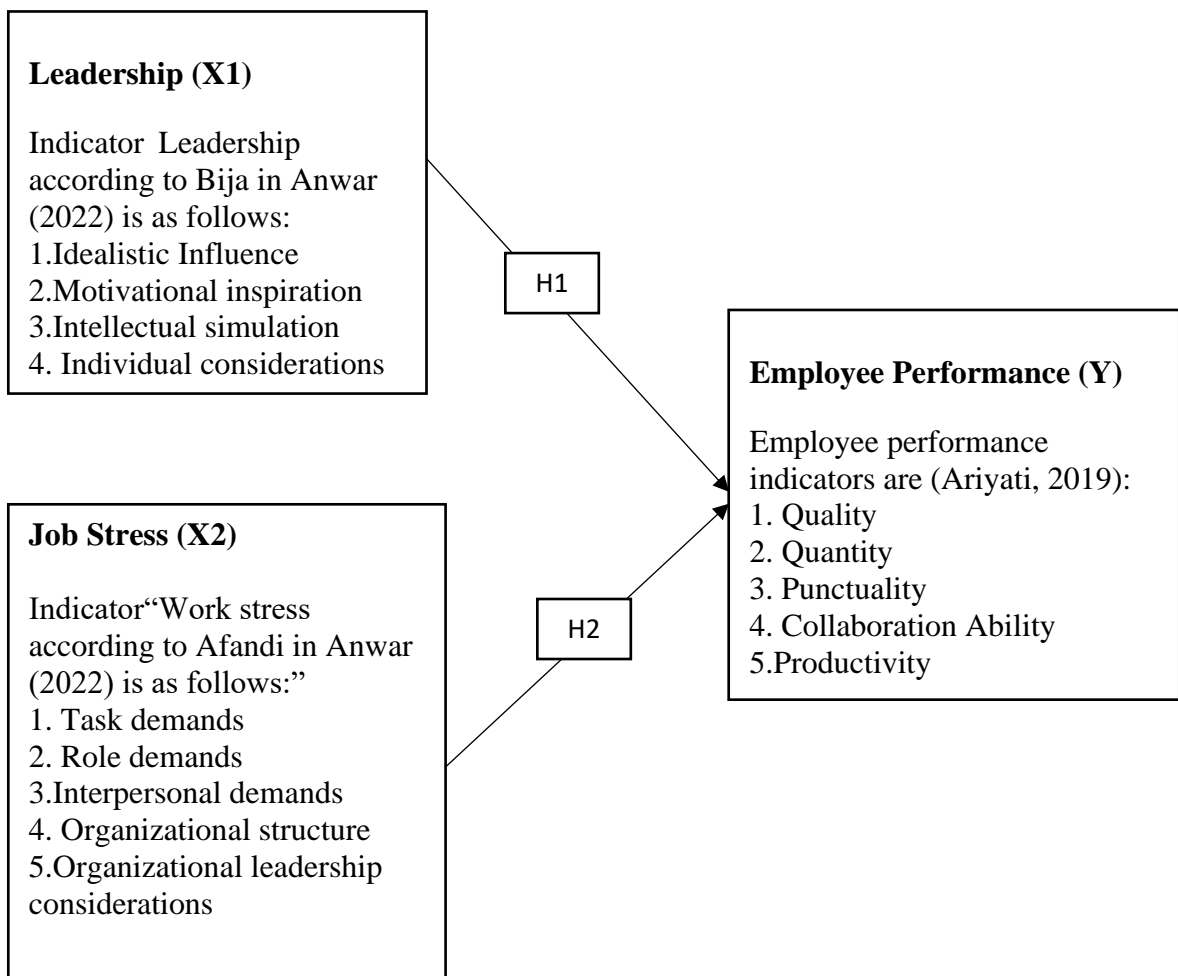 Leadership (X1)
Indicator Leadership
according to Bija in Anwar
(2022) is as follows:
1.Idealistic Influence
2.Motivational inspiration
3.Intellectual simulation
4. Individual considerations
H1
Employee Performance (Y)
Employee performance
indicators are (Ariyati, 2019):
1. Quality
2. Quantity
3. Punctuality
4. Collaboration Ability
5.Productivity
Job Stress (X2)
Indicator“Work stress
according to Afandi in Anwar
(2022) is as follows:”
1. Task demands
2. Role demands
3.Interpersonal demands
4. Organizational structure
5.Organizational leadership
considerations
H2